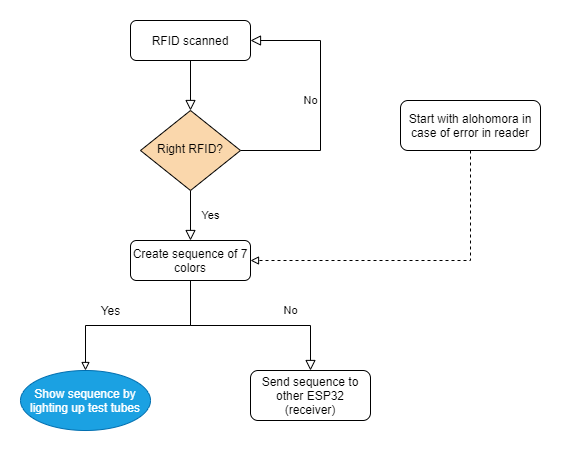 RFID scanned
No
Start with alohomora in
case of error in reader
Right RFID?
Yes
Create sequence of 7
colors
Yes
No
Show sequence by
lighting up test tubes
Send sequence to
other ESP32
(receiver)